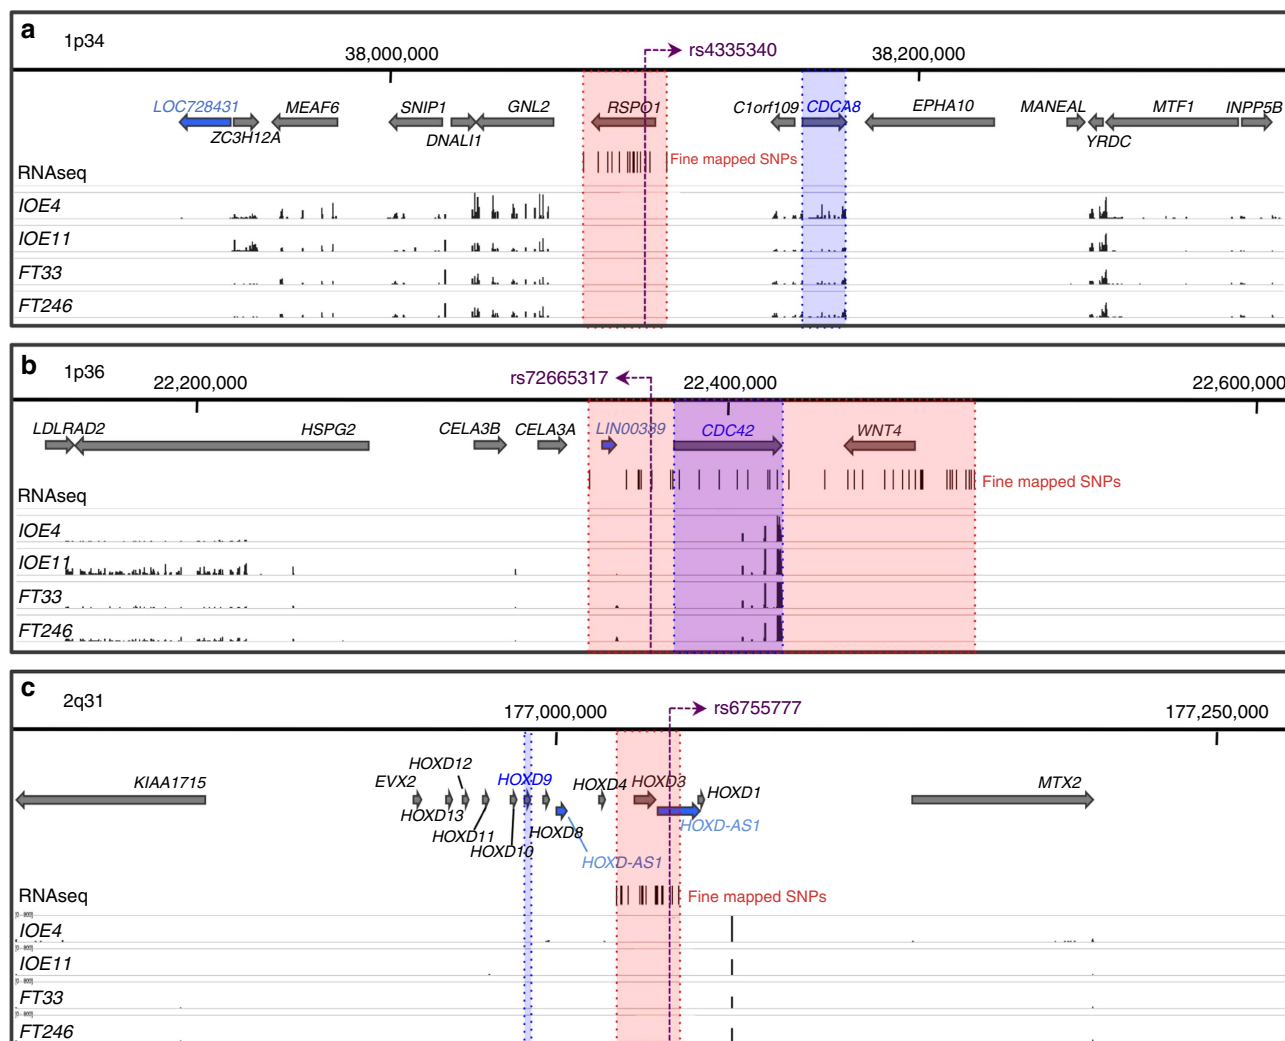 a
1p34
38,000,000
rs4335340
38,200,000
LOC728431
MEAF6
SNIP1
GNL2
RSPO1
C1orf109
CDCA8
EPHA10
MANEAL
MTF1
INPP5B
ZC3H12A
DNALI1
YRDC
Fine mapped SNPs
RNAseq
IOE4
IOE11
FT33
FT246
b
1p36
22,200,000
rs72665317
22,400,000
22,600,000
LDLRAD2
HSPG2
CELA3B
CELA3A
LIN00339
CDC42
WNT4
Fine mapped SNPs
RNAseq
IOE4
IOE11
FT33
FT246
c
2q31
177,000,000
rs6755777
177,250,000
KIAA1715
EVX2
HOXD12
HOXD9
HOXD4
HOXD3
HOXD1
MTX2
HOXD13
HOXD11
HOXD10
HOXD8
HOXD-AS1
HOXD-AS1
RNAseq
Fine mapped SNPs
IOE4
IOE11
FT33
FT246